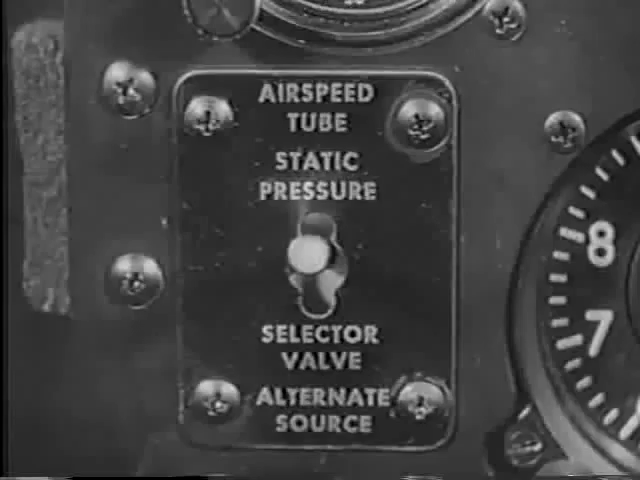 AIRSPEED
TUBE
STATIC
PRESSURE
SELECTOR
VALVE
ALTERNATE
SOURCE
8
7